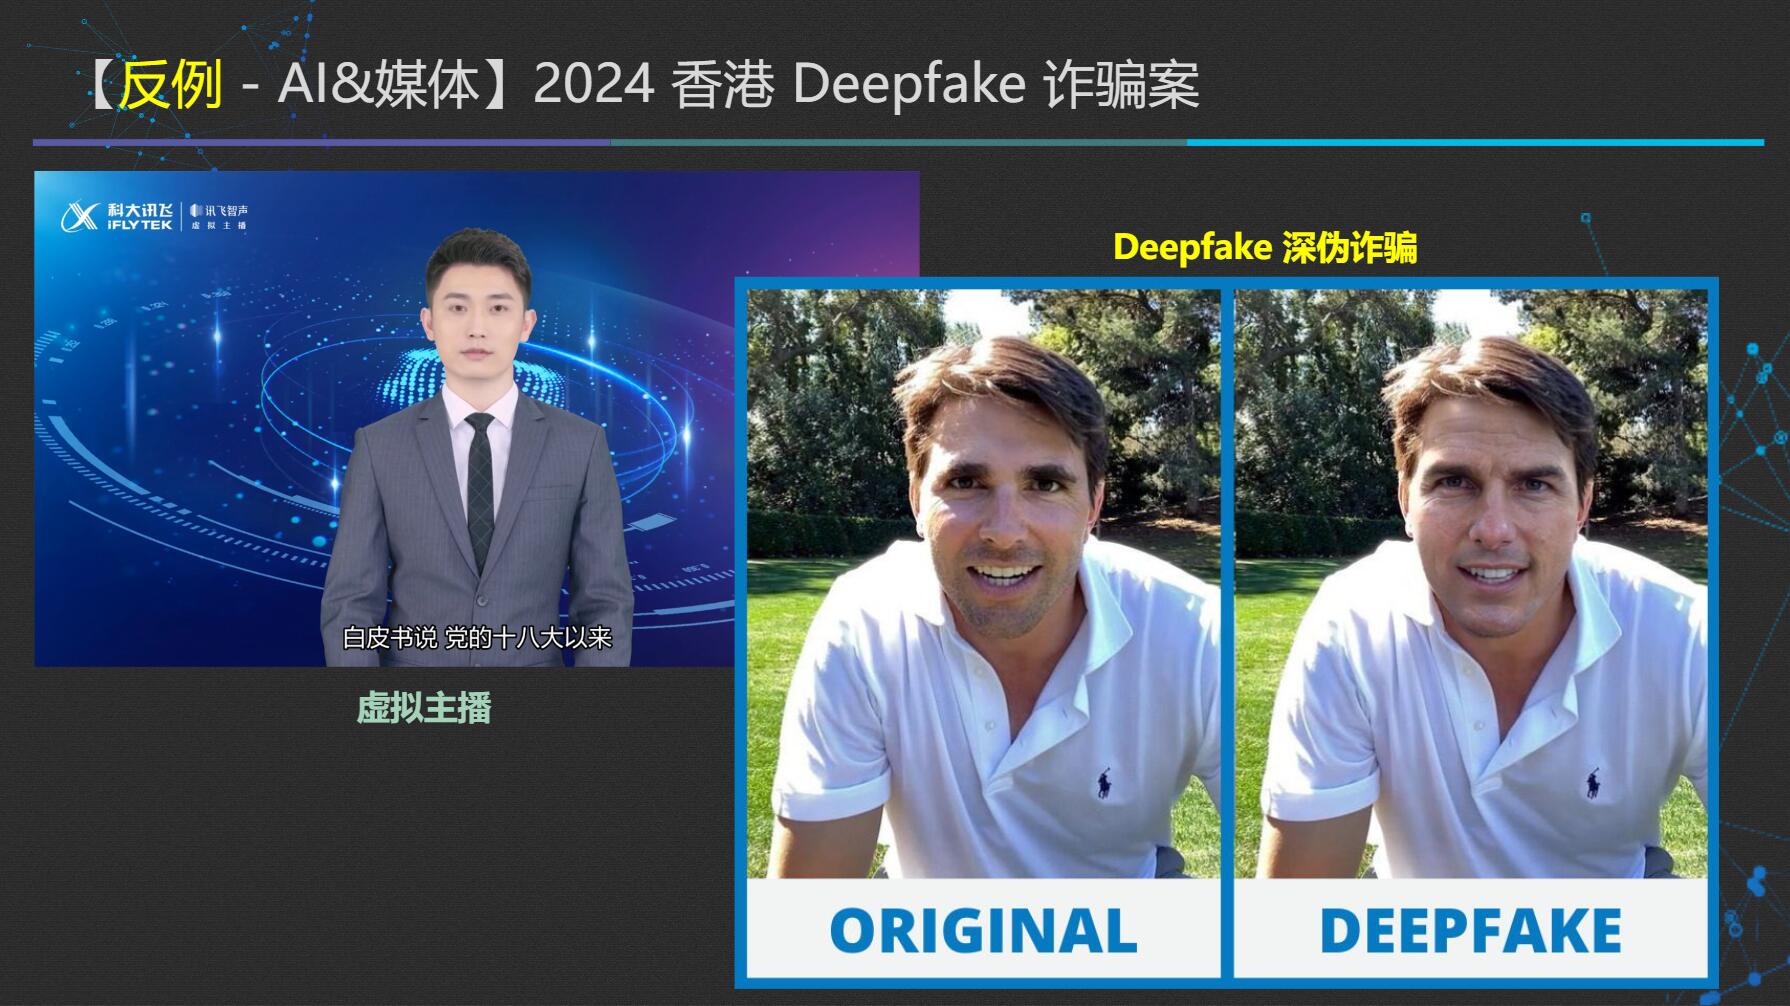 【反例 - AI&媒体】2024 香港 Deepfake 诈骗案
科大讯飞
iFLYTEK
讯飞智声
虚拟主播
白皮书说 党的十八大以来
虚拟主播
Deepfake 深伪诈骗
ORIGINAL
DEEPFAKE